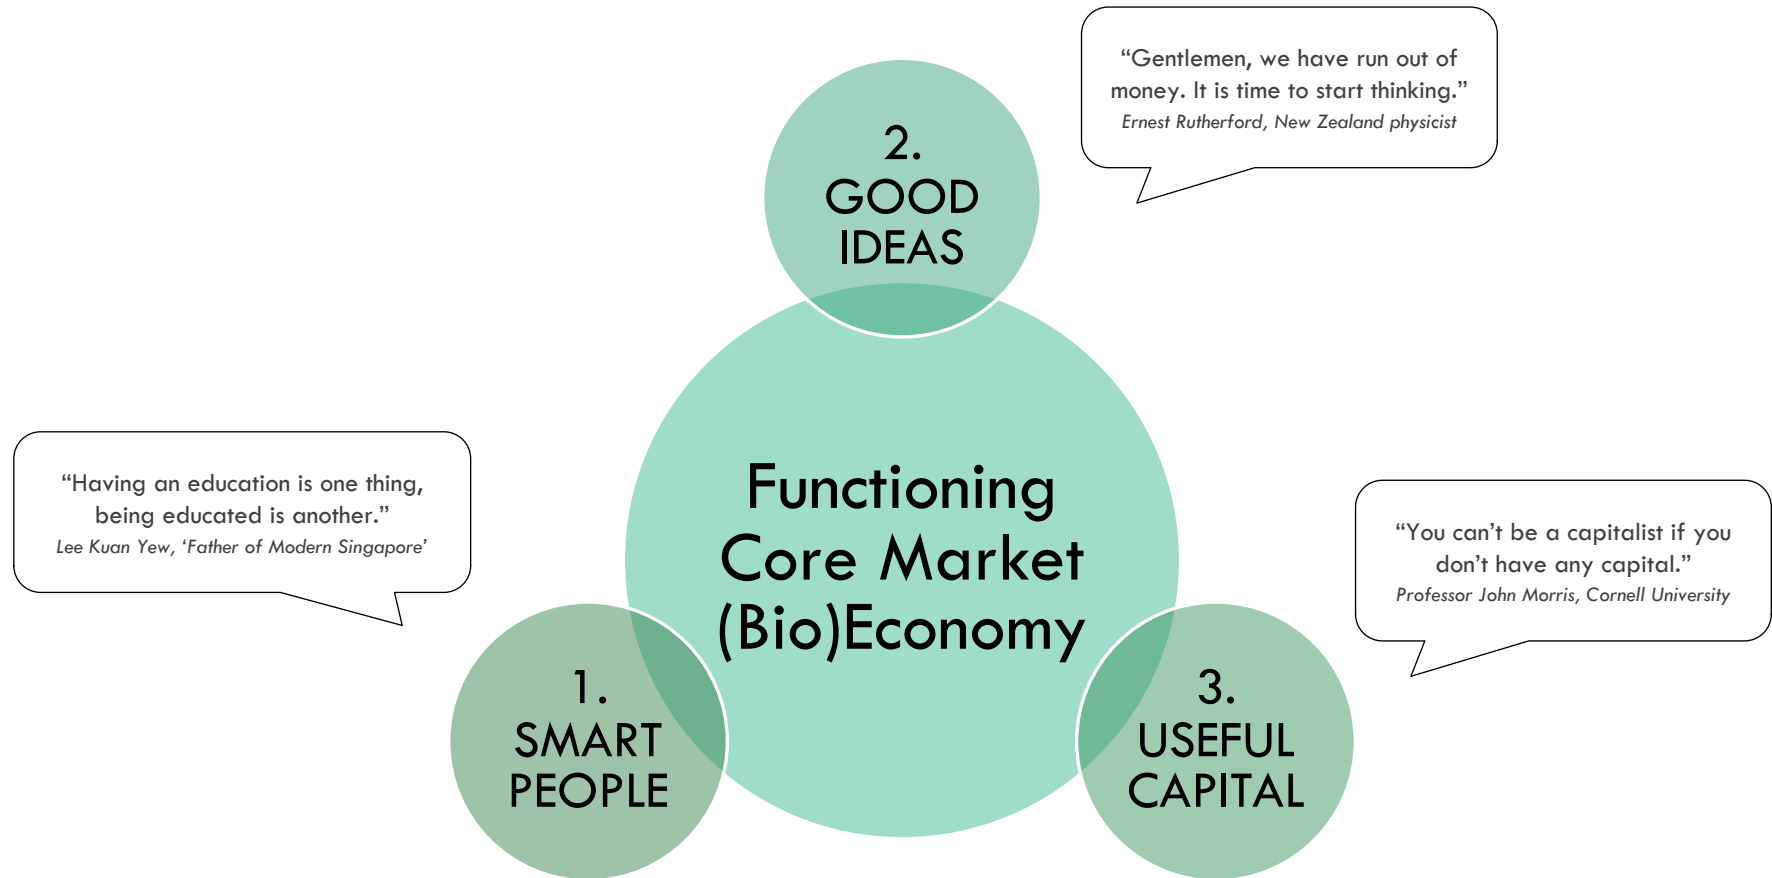 “Gentlemen, we have run out of
money. It is time to start thinking.”
Ernest Rutherford, New Zealand physicist
2.
GOOD
IDEAS
“Having an education is one thing,
being educated is another.”
Lee Kuan Yew, ‘Father of Modern Singapore’
Functioning
Core Market
(Bio)Economy
“You can’t be a capitalist if you
don’t have any capital.”
Professor John Morris, Cornell University
1.
SMART
PEOPLE
3.
USEFUL
CAPITAL